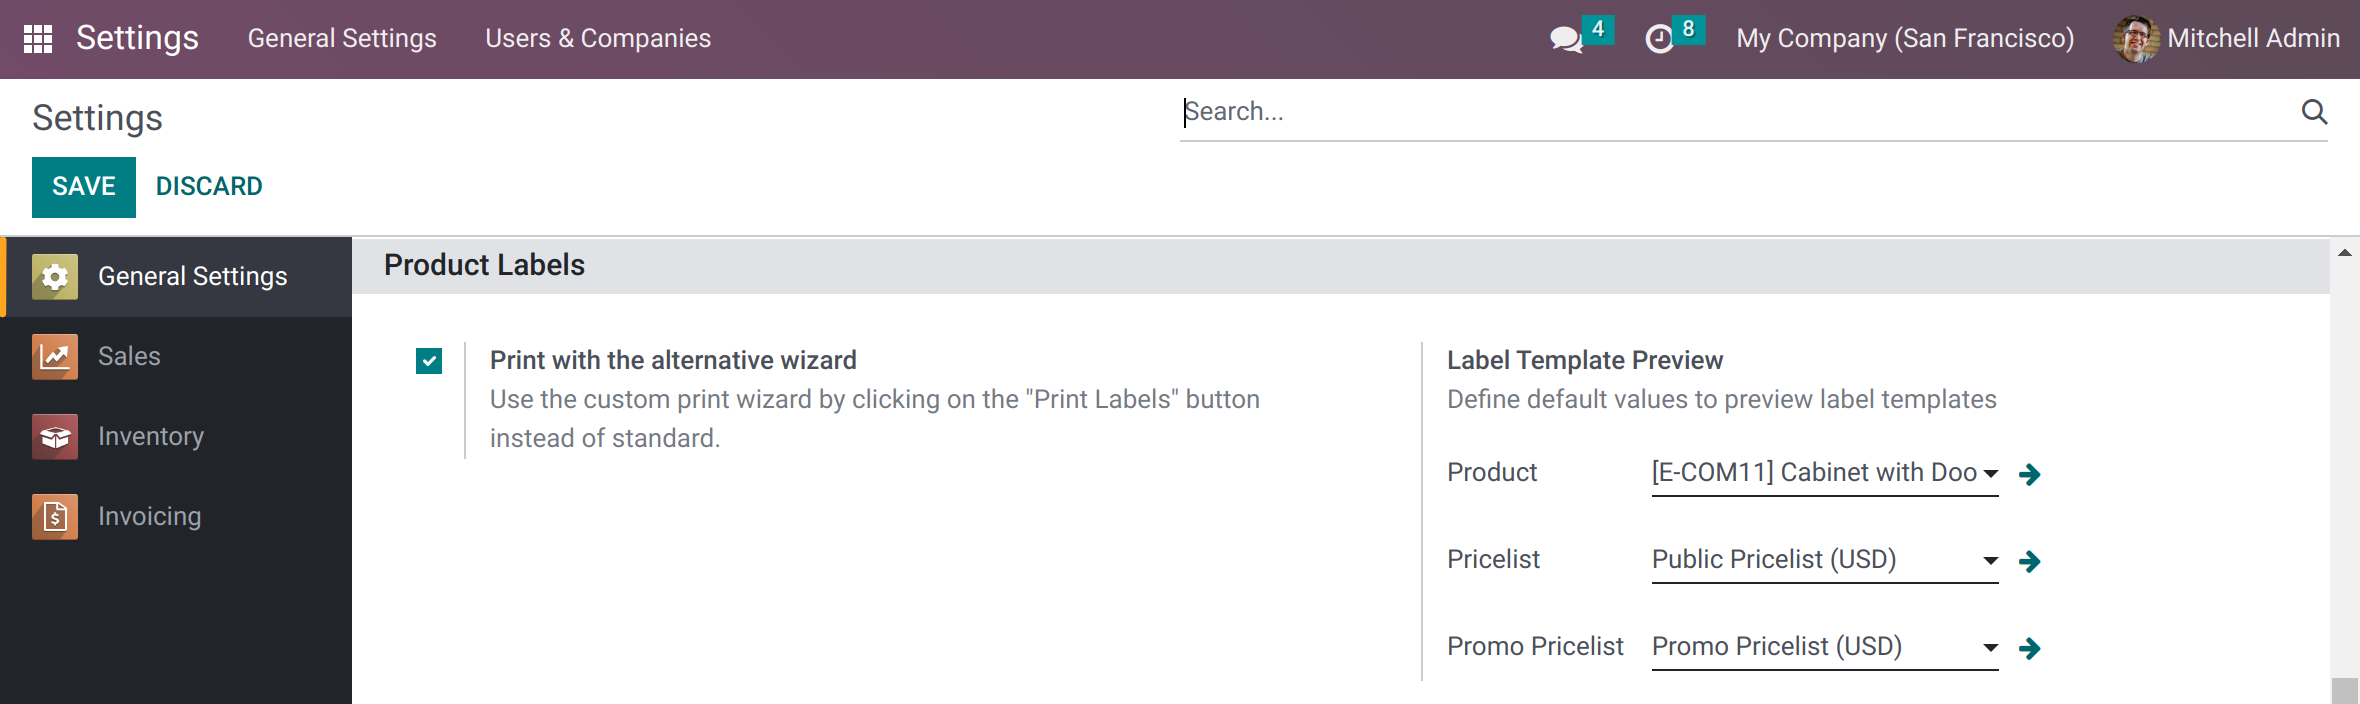 Settings General Settings Users & Companies 4 8 My Company (San Francisco) Mitchell Admin
Settings
Search...
SAVE DISCARD
General Settings
Sales
Inventory
Invoicing
Product Labels
Print with the alternative wizard
Use the custom print wizard by clicking on the "Print Labels" button
instead of standard.
Label Template Preview
Define default values to preview label templates
Product [E-COM11] Cabinet with Doo
Pricelist Public Pricelist (USD)
Promo Pricelist Promo Pricelist (USD)